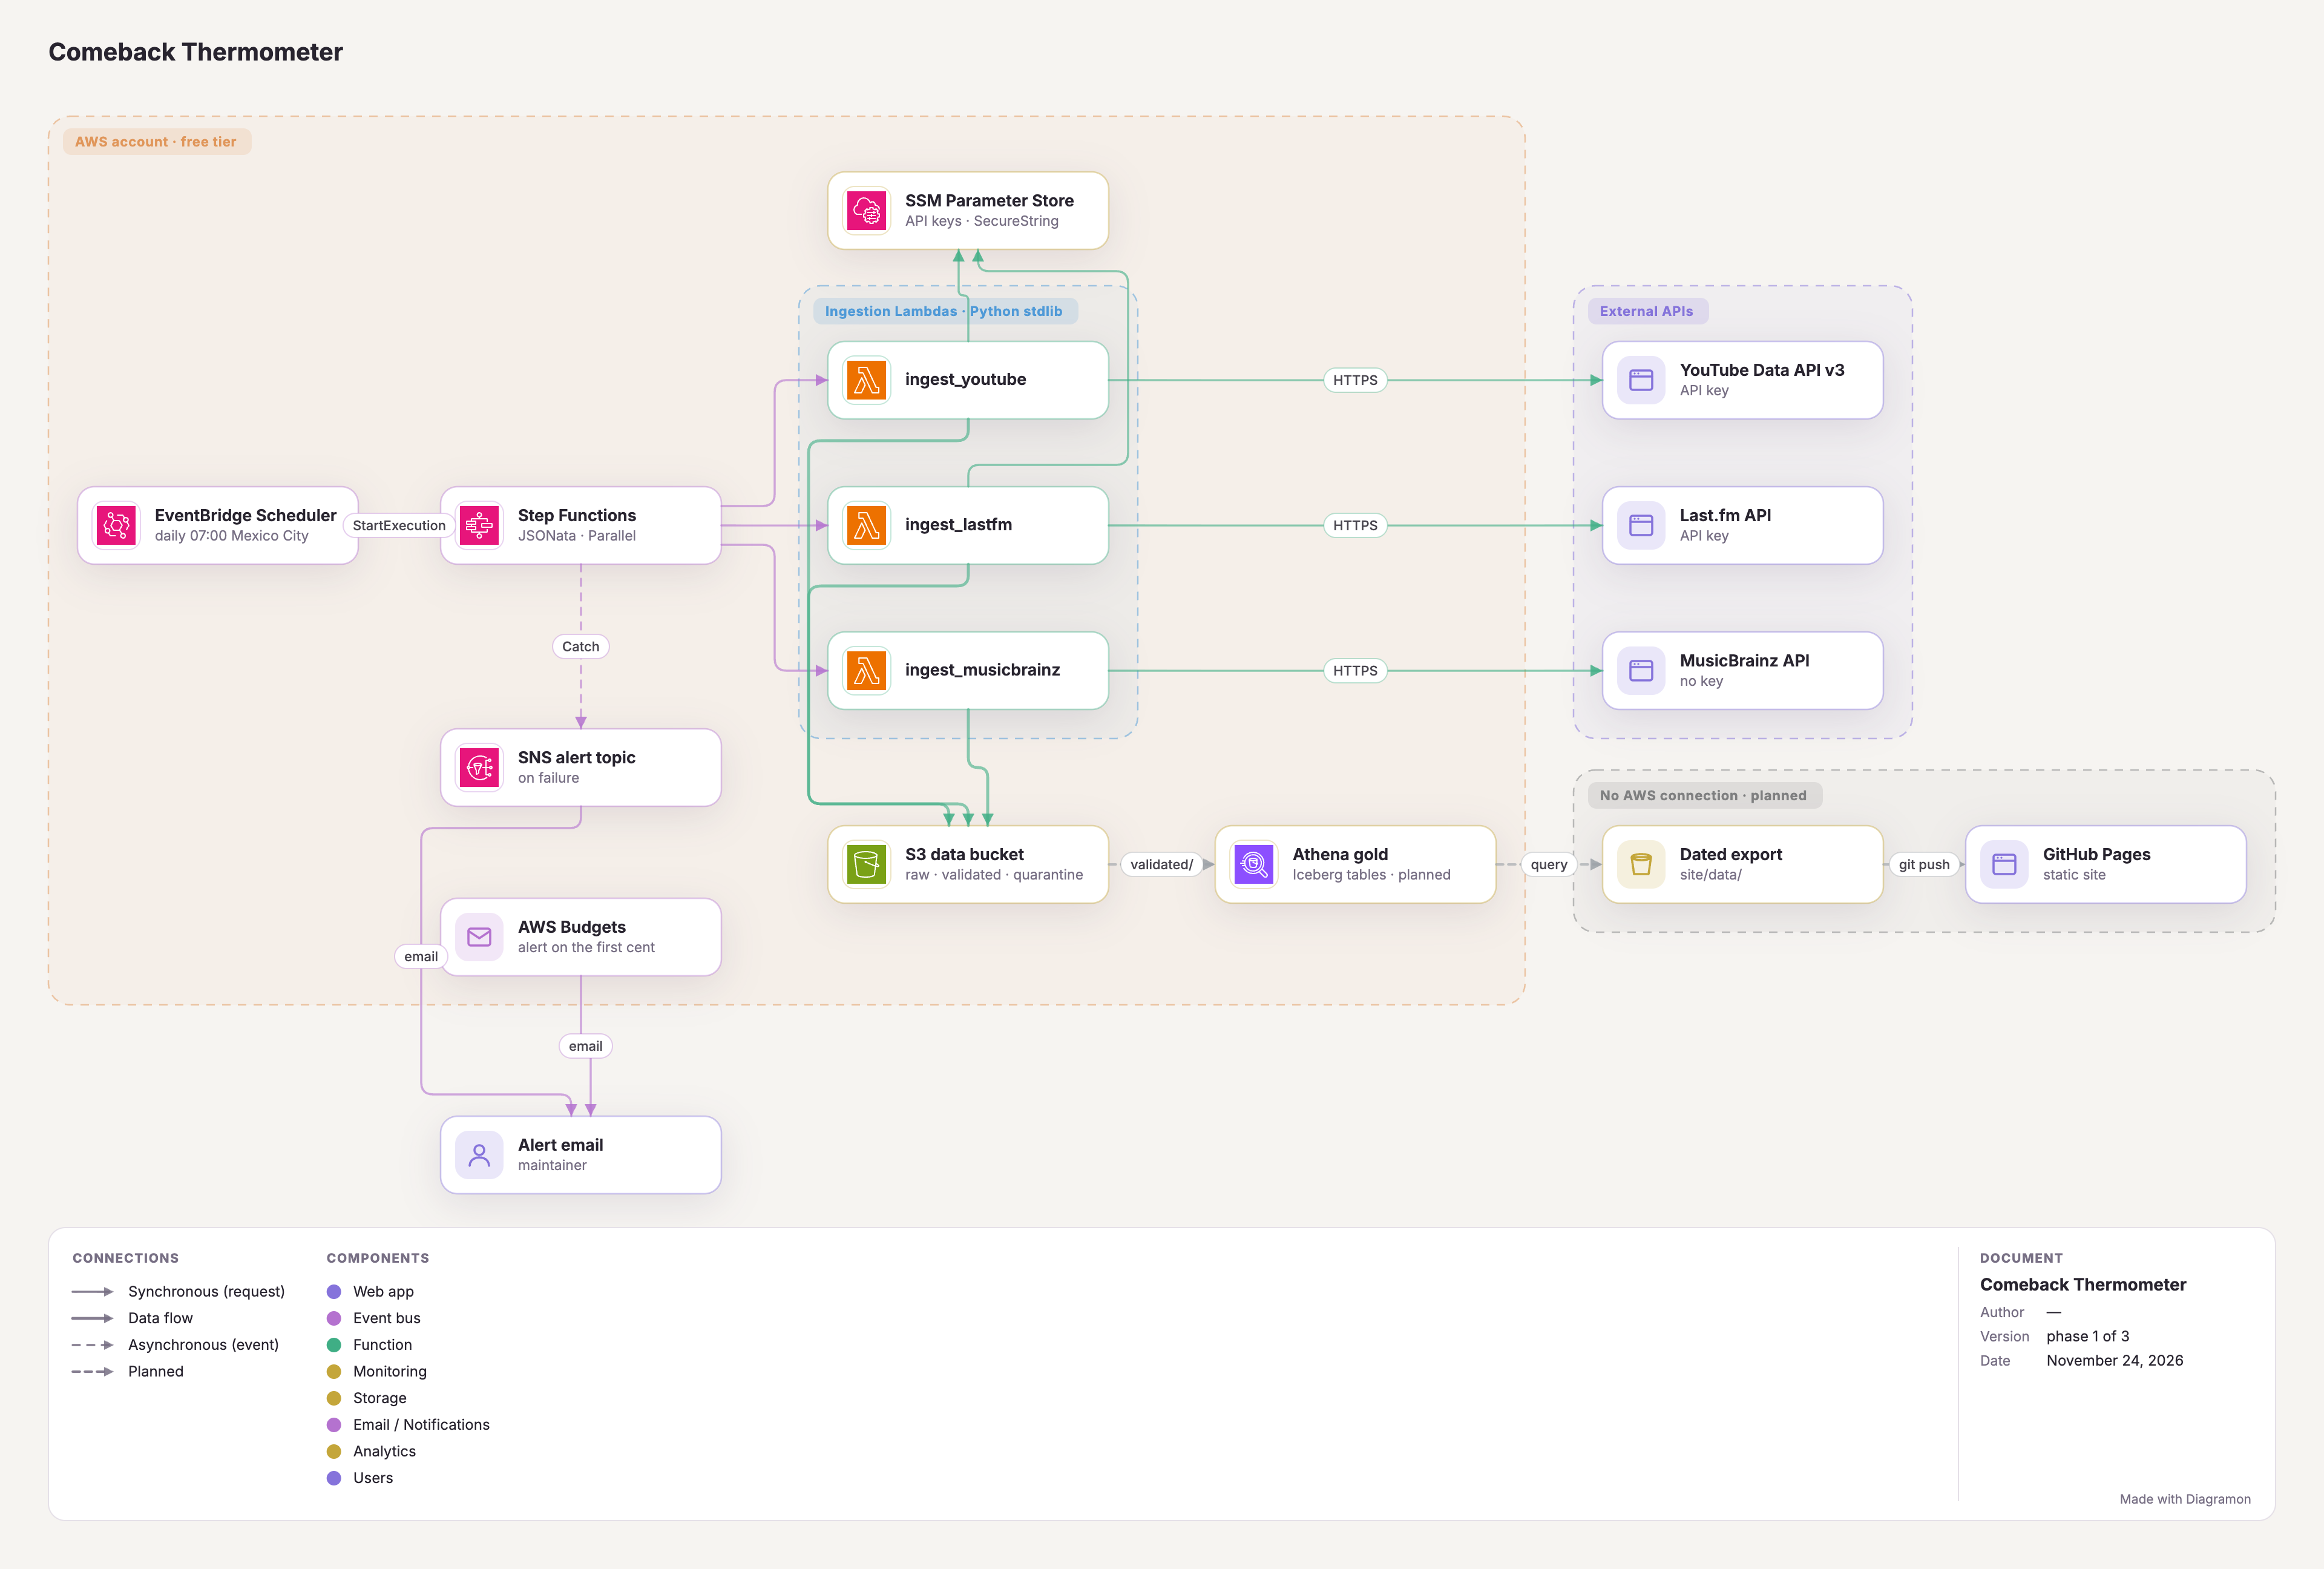 Comeback Thermometer
AWS account · free tier
SSM Parameter Store
API keys · SecureString
Ingestion Lambdas · Python stdlib
External APIs
ingest_youtube
HTTPS
YouTube Data API v3
API key
EventBridge Scheduler
daily 07:00 Mexico City
StartExecution
Step Functions
JSONata · Parallel
ingest_lastfm
HTTPS
Last.fm API
API key
Catch
ingest_musicbrainz
HTTPS
MusicBrainz API
no key
SNS alert topic
on failure
No AWS connection · planned
S3 data bucket
raw · validated · quarantine
validated/
Athena gold
Iceberg tables · planned
query
Dated export
site/data/
git push
GitHub Pages
static site
AWS Budgets
alert on the first cent
email
email
Alert email
maintainer
CONNECTIONS
Synchronous (request)
Data flow
Asynchronous (event)
Planned
COMPONENTS
Web app
Event bus
Function
Monitoring
Storage
Email / Notifications
Analytics
Users
DOCUMENT
Comeback Thermometer
Author —
Version phase 1 of 3
Date November 24, 2026
Made with Diagramon